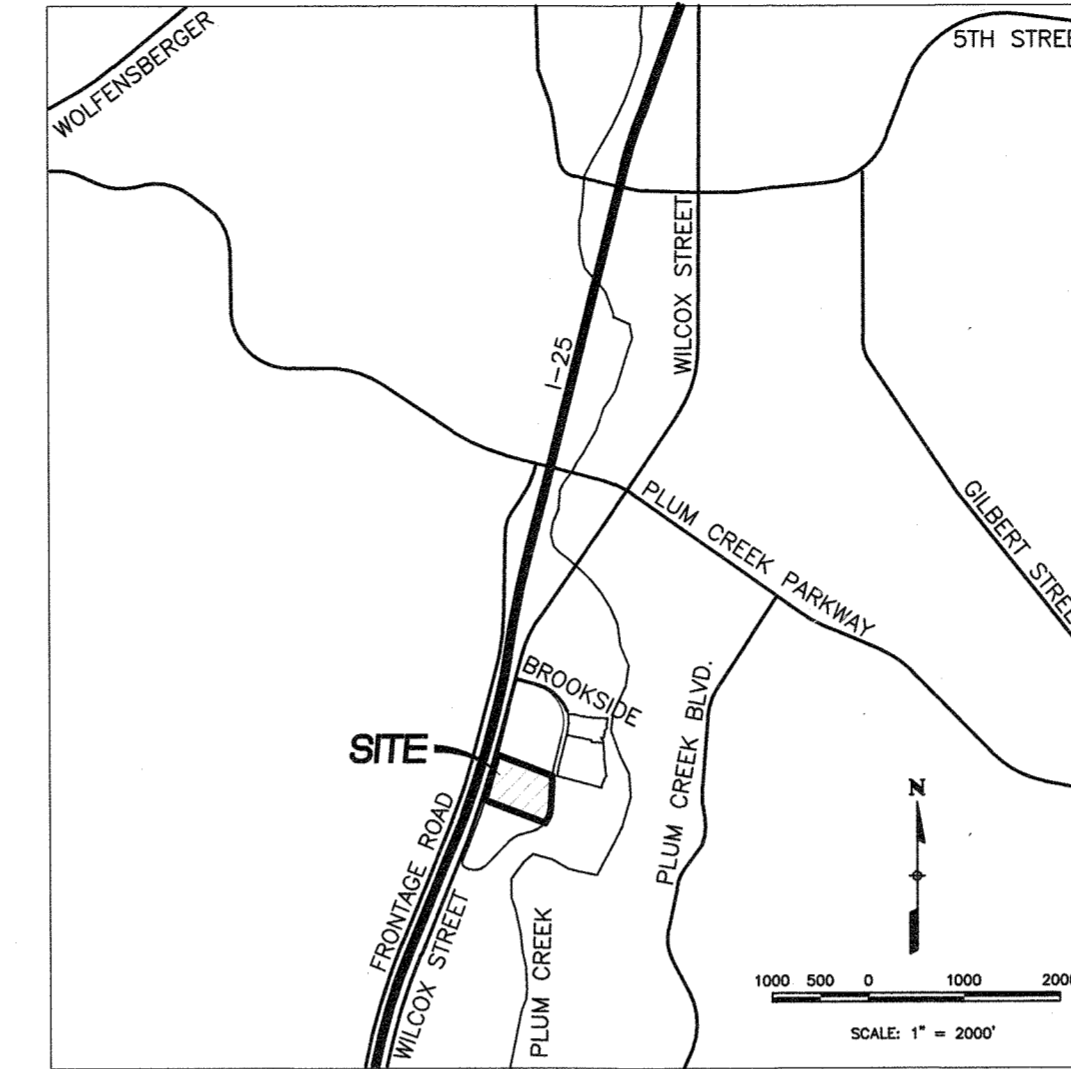 WOLFENSBERGER
5TH STREE
WILCOX STREET
I-25
PLUM CREEK PARKWAY
GILBERT STREE
BROOKSIDE
PLUM CREEK BLVD.
SITE
FRONTAGE ROAD
WILCOX STREET
PLUM CREEK
N
1000 500 0 1000 2000
SCALE: 1" = 2000'